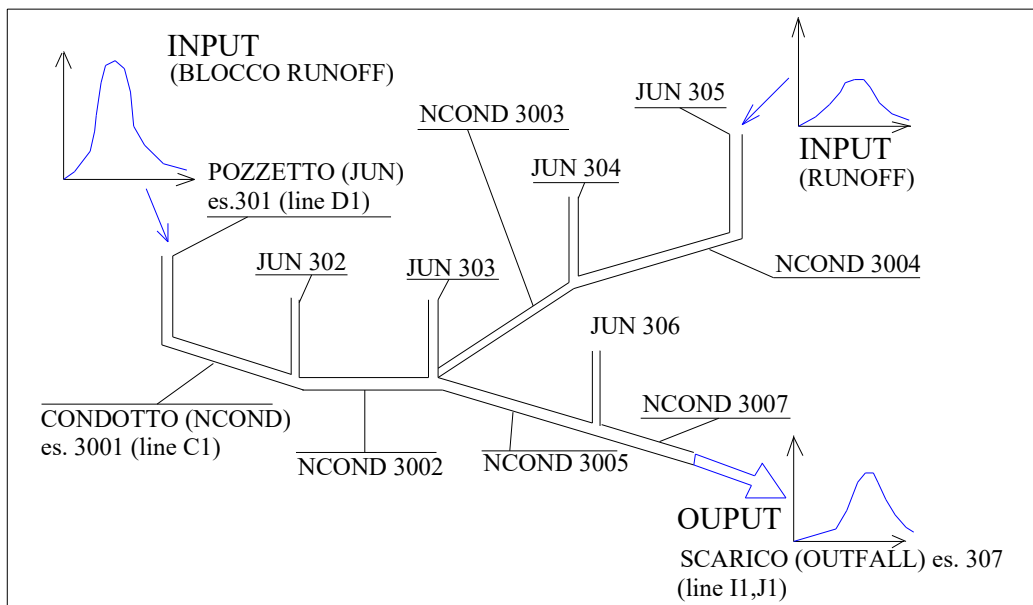 INPUT
(BLOCCO RUNOFF)
JUN 305
NCOND 3003
INPUT
(RUNOFF)
JUN 304
POZZETTO (JUN)
es.301 (line D1)
JUN 302
JUN 303
NCOND 3004
JUN 306
CONDOTTO (NCOND)
es. 3001 (line C1)
NCOND 3002
NCOND 3005
NCOND 3007
OUPUT
SCARICO (OUTFALL) es. 307
(line I1,J1)